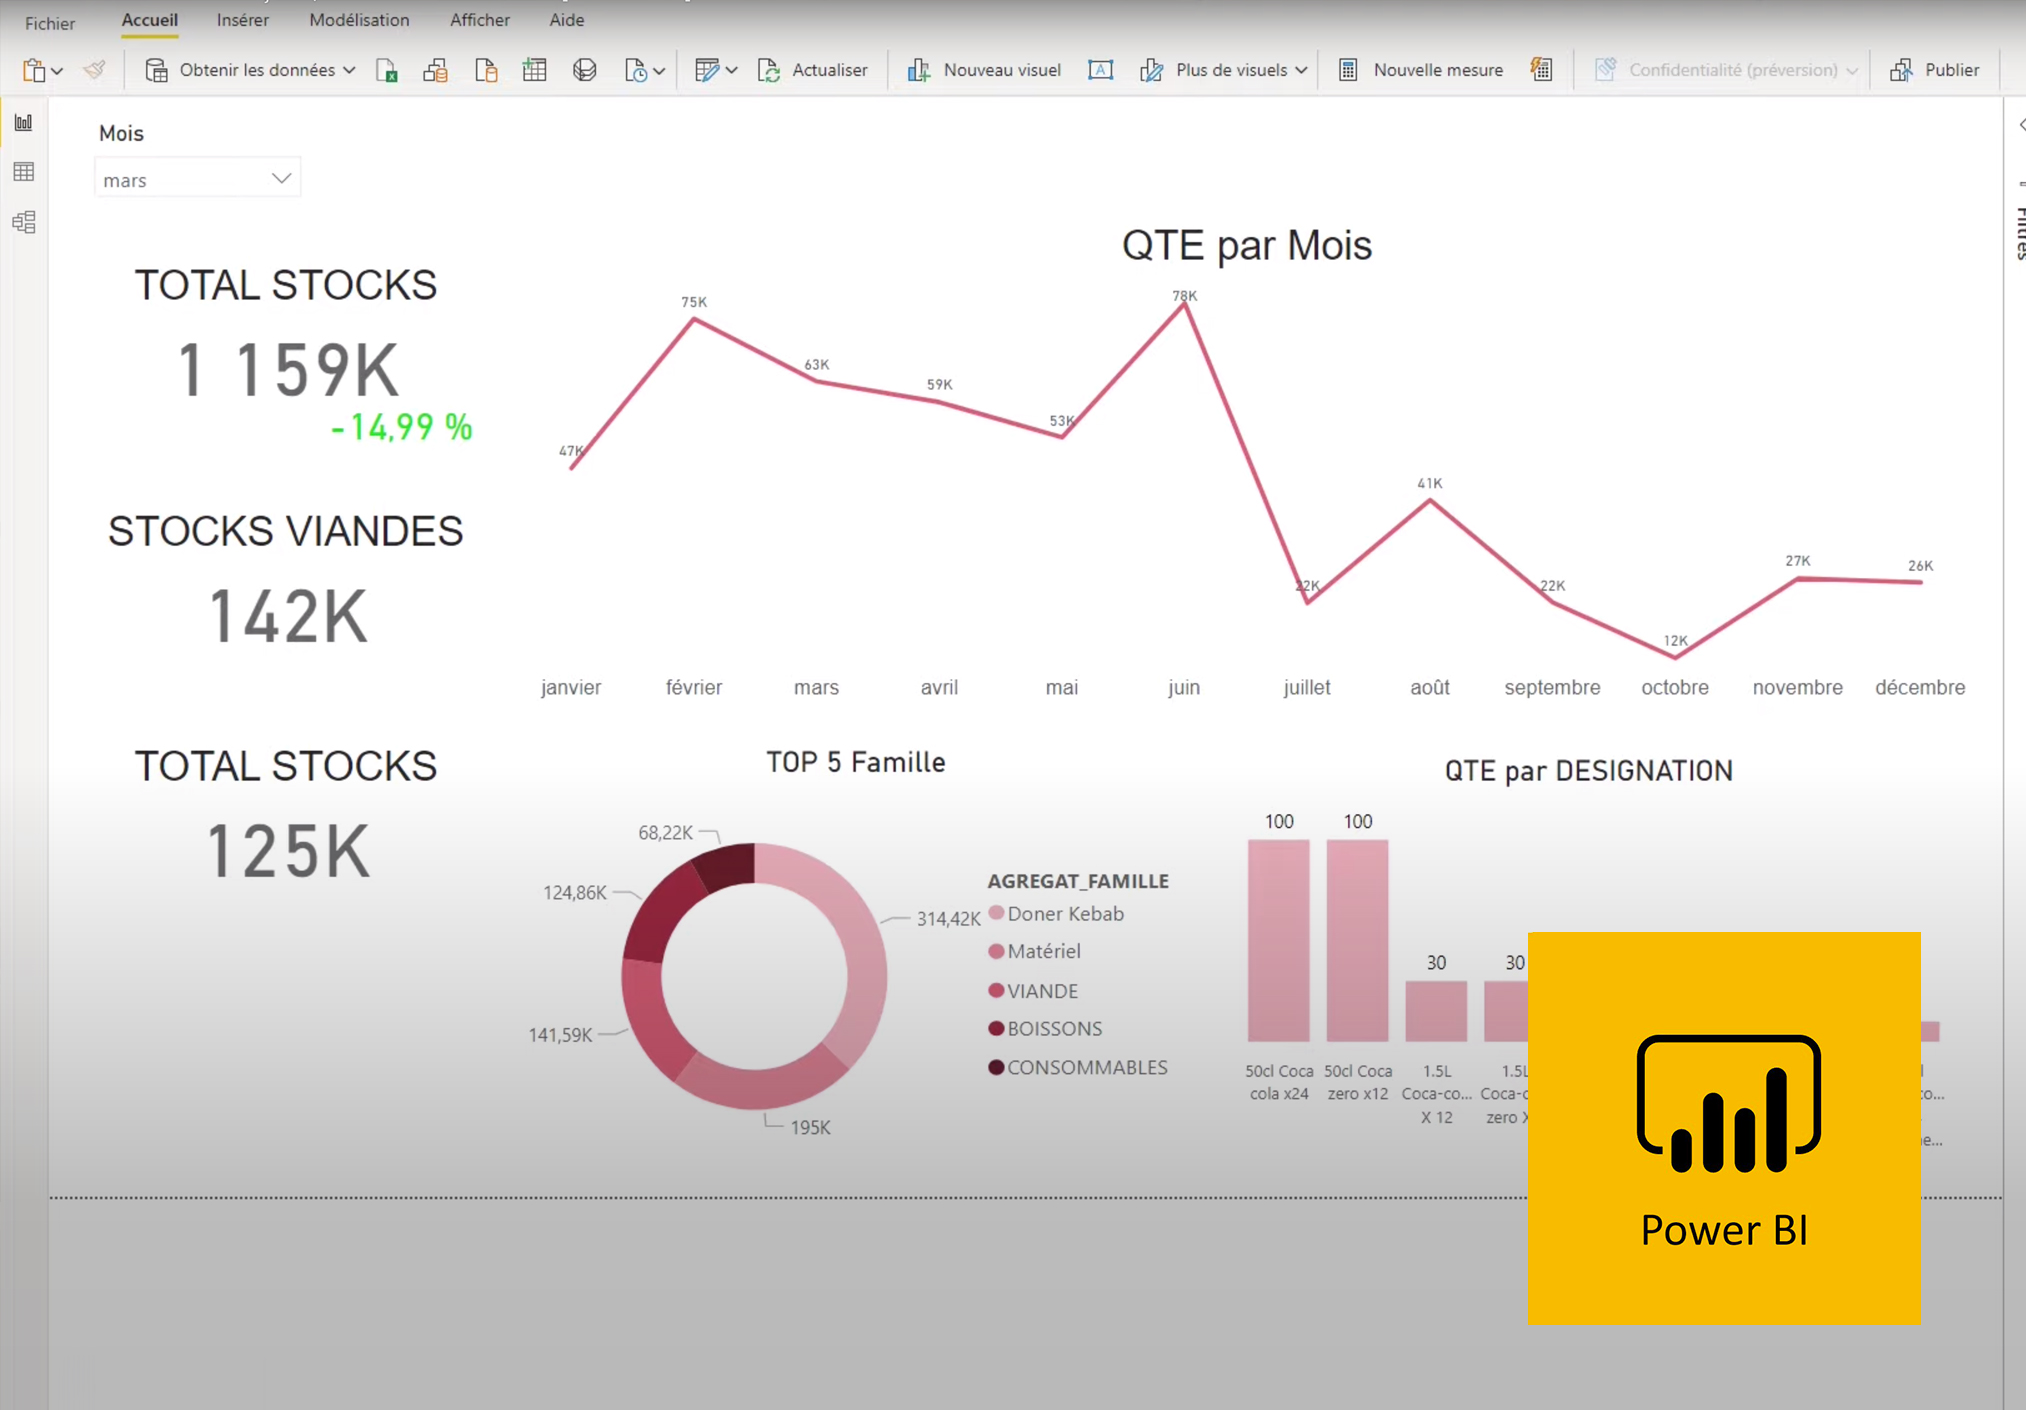 Fichier
Accueil
Insérer
Modélisation
Afficher
Aide
Obtenir les données
Actualiser
Nouveau visuel
Plus de visuels
Nouvelle mesure
Confidentialité (préversion)
Publier
Mois
mars
Filtres
TOTAL STOCKS
1 159K
-14,99 %
STOCKS VIANDES
142K
TOTAL STOCKS
125K
QTE par Mois
47K
75K
63K
59K
53K
78K
22K
41K
22K
12K
27K
26K
janvier
février
mars
avril
mai
juin
juillet
août
septembre
octobre
novembre
décembre
TOP 5 Famille
68,22K
124,86K
314,42K
141,59K
195K
AGREGAT_FAMILLE
Doner Kebab
Matériel
VIANDE
BOISSONS
CONSOMMABLES
QTE par DESIGNATION
100
100
30
30
50cl Coca
cola x24
50cl Coca
zero x12
1.5L
Coca-co...
X 12
1.5L
Coca-c
zero X
Power BI